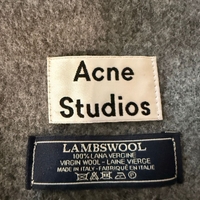 Acne
Studios
LAMBSWOOL
100% LANA VERGINE
VIRGIN WOOL - LAINE VIERGE
MADE IN ITALY - FABRIQUÉ EN ITALIE